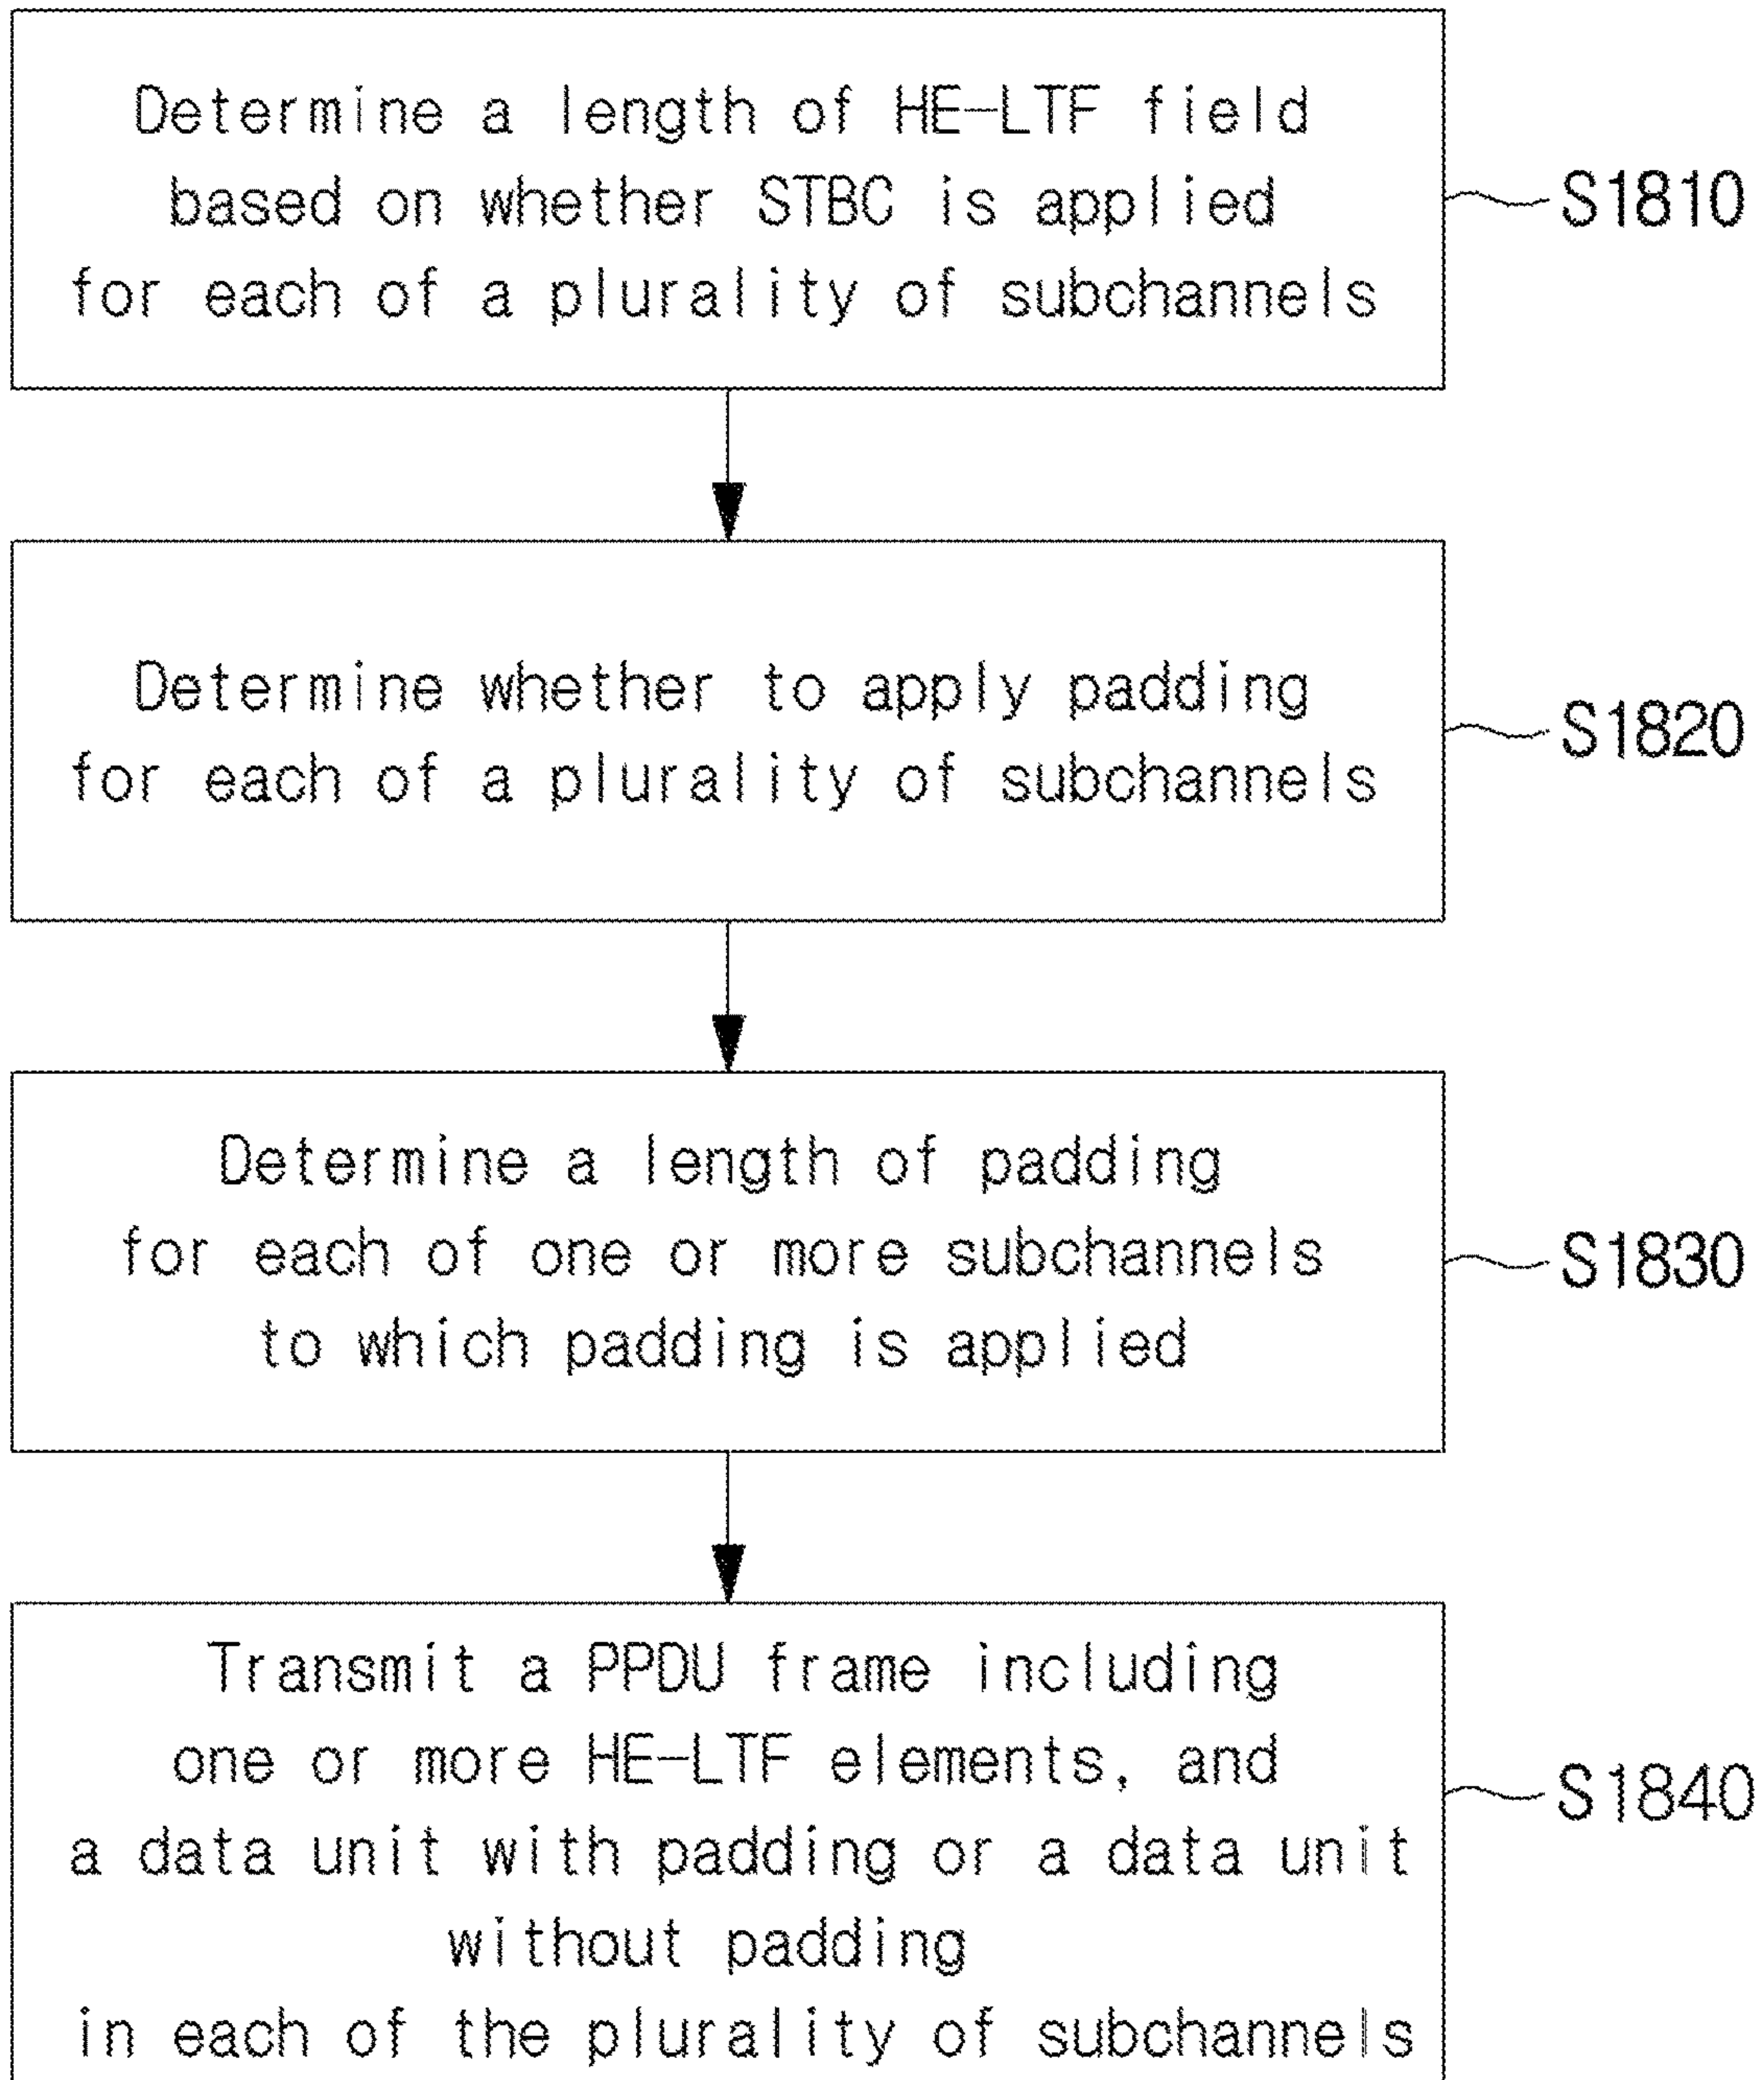 Determine a length of HE-LTF field
based on whether STBC is applied
for each of a plurality of subchannels
S1810
Determine whether to apply padding
for each of a plurality of subchannels
S1820
Determine a length of padding
for each of one or more subchannels
to which padding is applied
S1830
Transmit a PPDU frame including
one or more HE-LTF elements, and
a data unit with padding or a data unit
without padding
in each of the plurality of subchannels
S1840